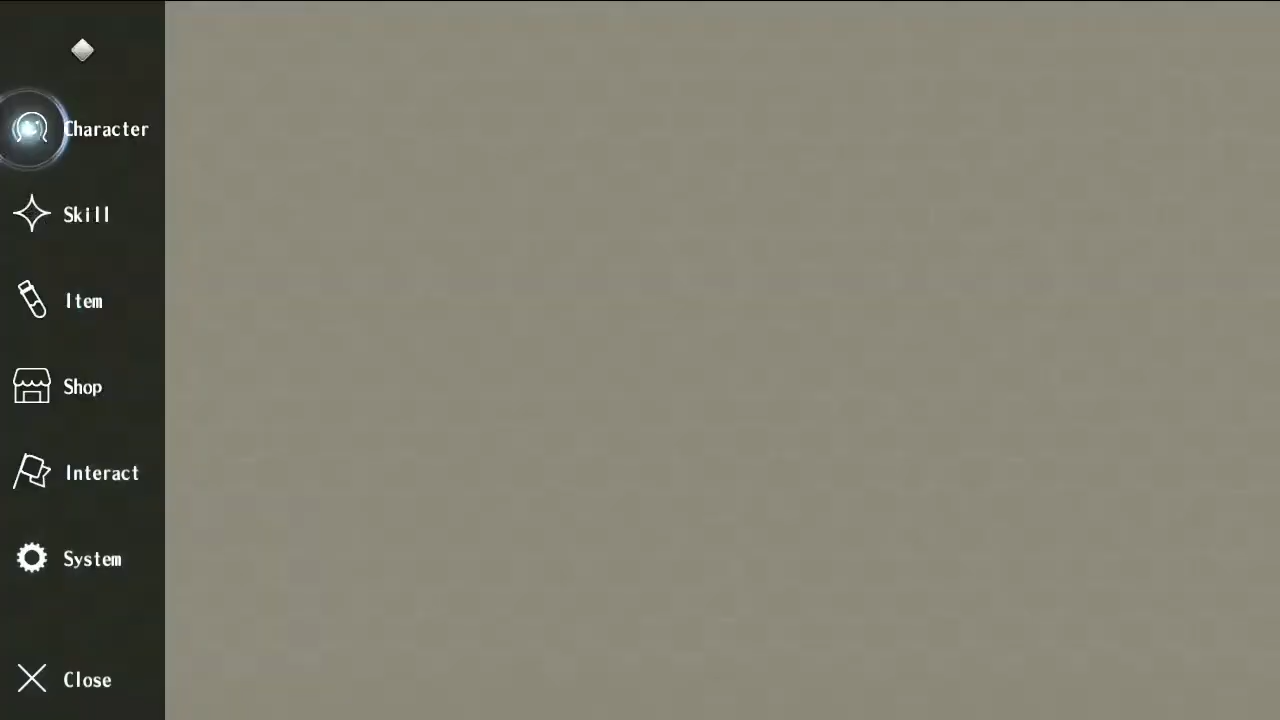 Character
Skill
Item
Shop
Interact
System
Close